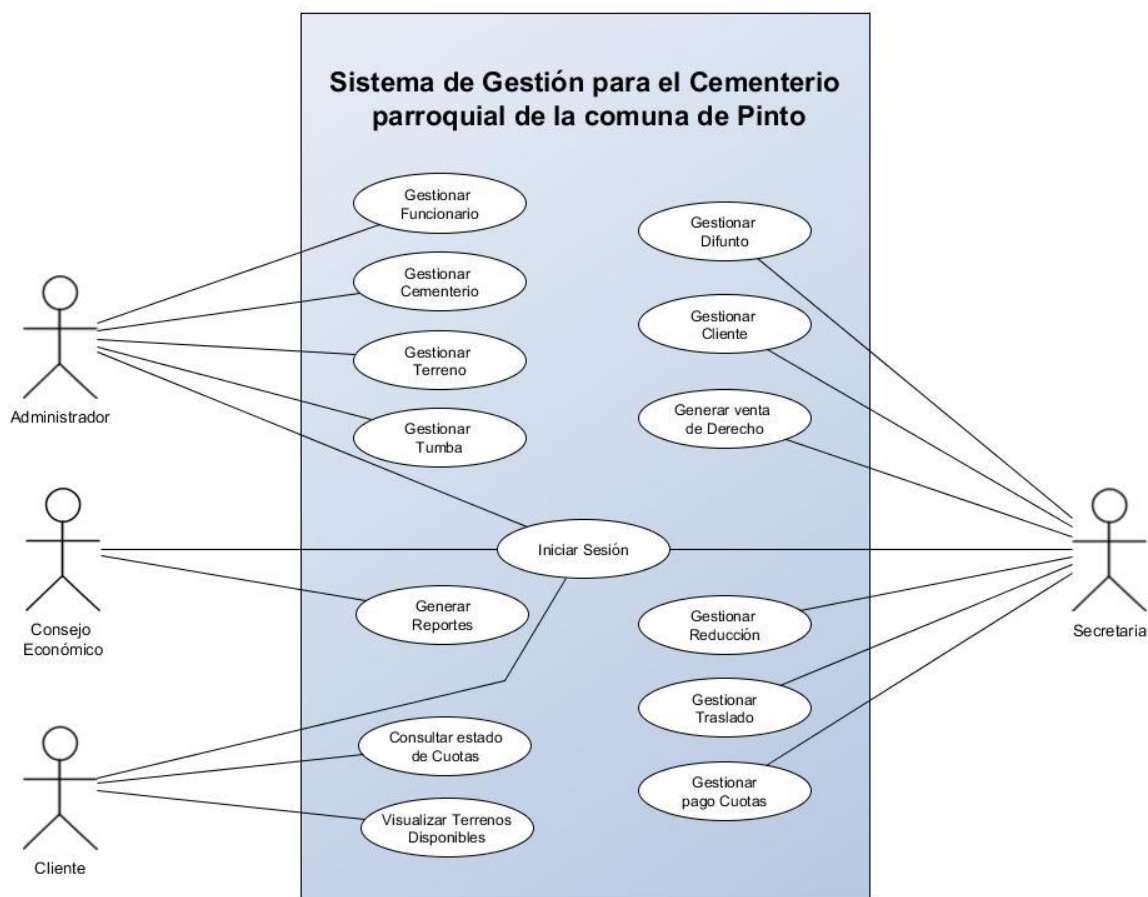 Sistema de Gestión para el Cementerio
parroquial de la comuna de Pinto
Gestionar
Funcionario
Gestionar
Cementerio
Gestionar
Terreno
Gestionar
Tumba
Gestionar
Difunto
Gestionar
Cliente
Generar venta
de Derecho
Administrador
Iniciar Sesión
Consejo
Económico
Generar
Reportes
Gestionar
Reducción
Secretaria
Gestionar
Traslado
Consultar estado
de Cuotas
Gestionar
pago Cuotas
Visualizar Terrenos
Disponibles
Cliente